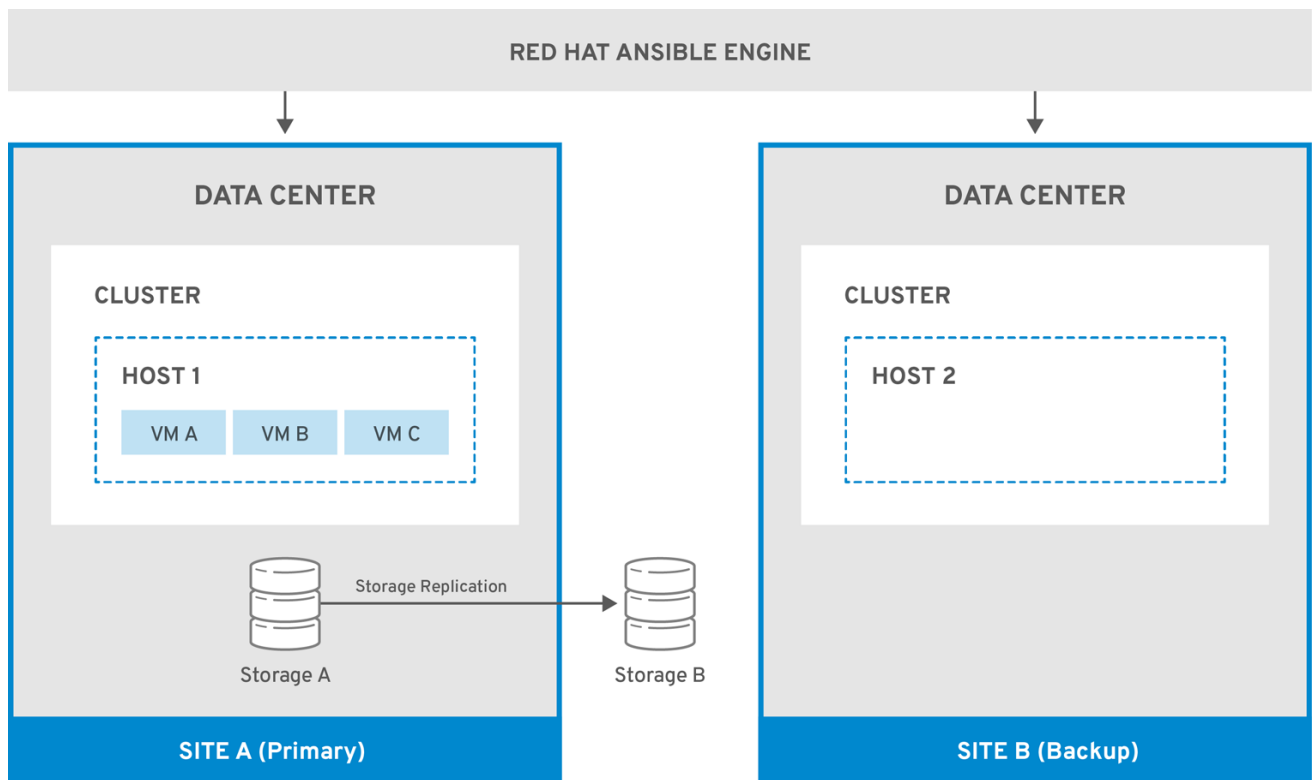 RED HAT ANSIBLE ENGINE
DATA CENTER
CLUSTER
HOST 1
VM A
VM B
VM C
Storage Replication
Storage A
Storage B
SITE A (Primary)
DATA CENTER
CLUSTER
HOST 2
SITE B (Backup)